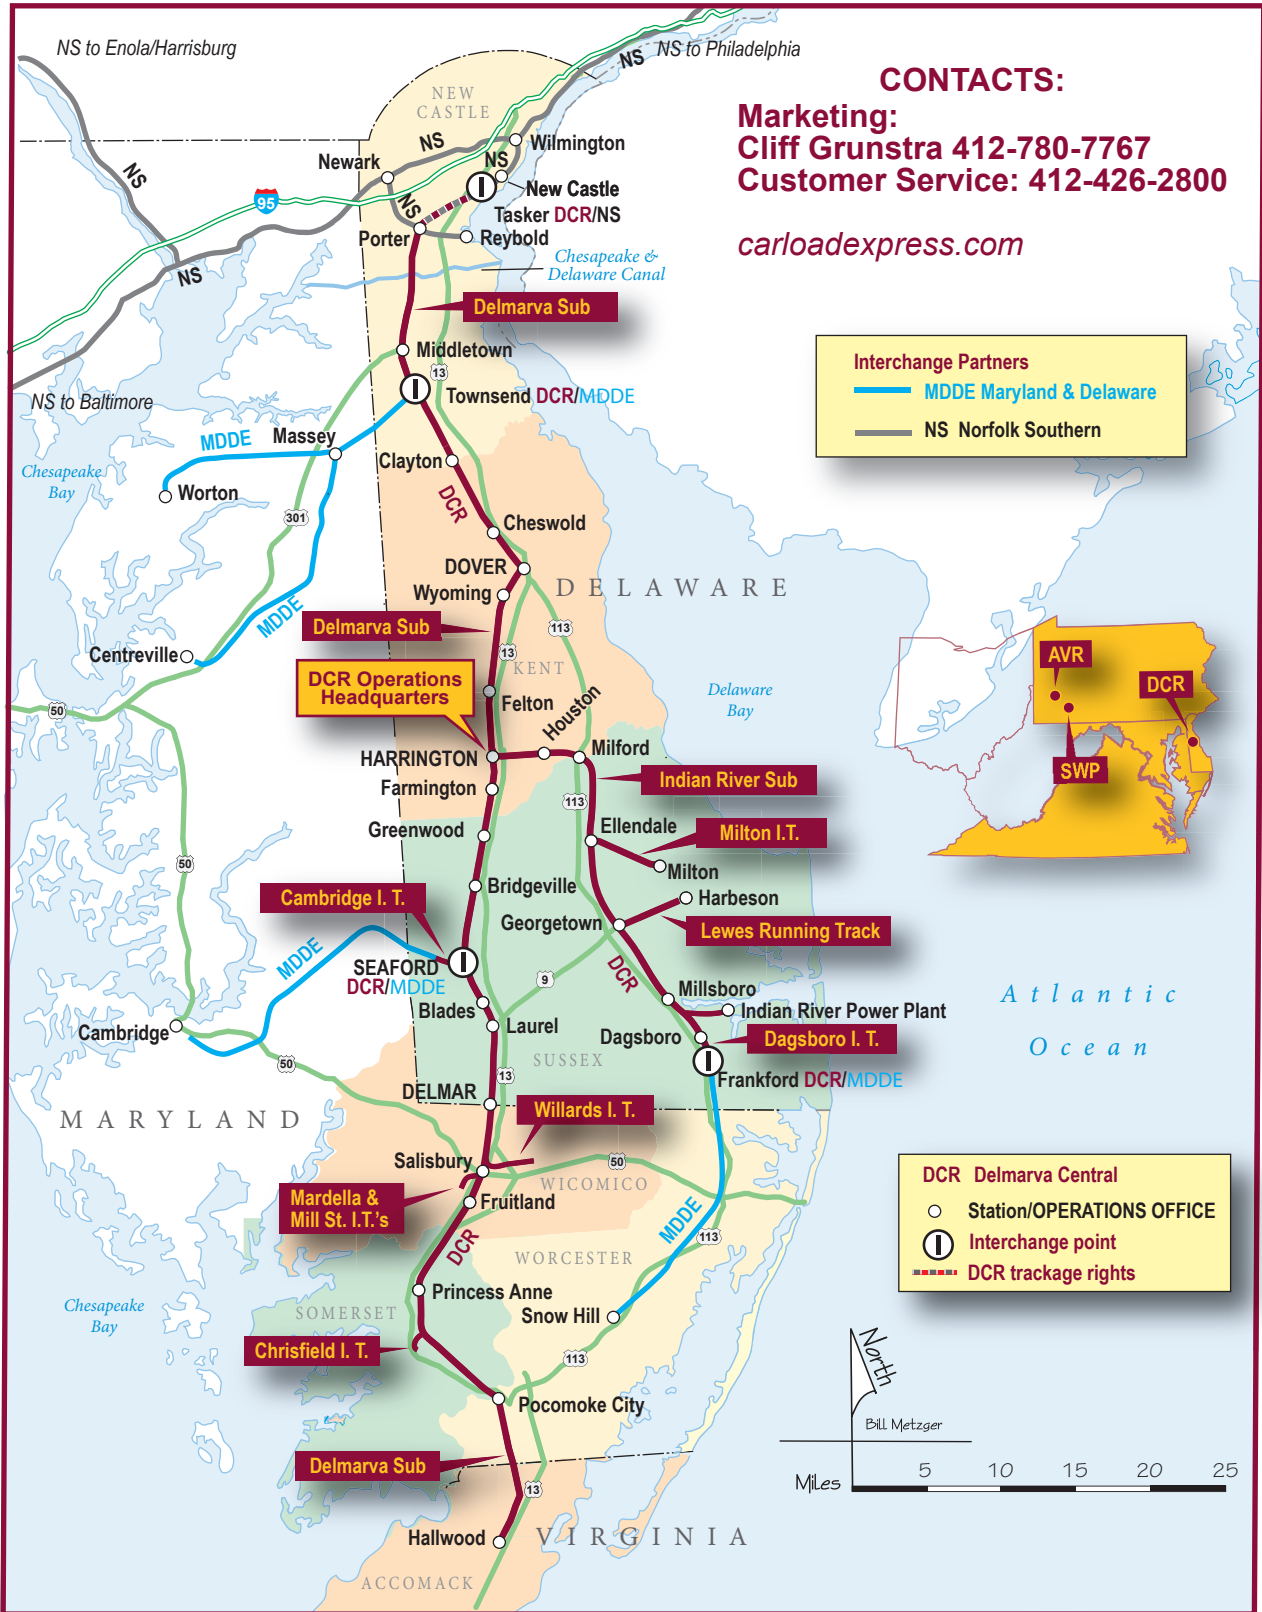 NS to Enola/Harrisburg
NS to Philadelphia
NS
CONTACTS:
Marketing:
Cliff Grunstra 412-780-7767
Customer Service: 412-426-2800
carloadexpress.com
NEW
CASTLE
NS
Wilmington
NS
Newark
NS
New Castle
95
NS
Tasker DCR/NS
Porter
Reybold
NS
Chesapeake &
Delaware Canal
Delmarva Sub
Middletown
13
NS to Baltimore
Townsend DCR/MDDE
Interchange Partners
MDDE Maryland & Delaware
NS Norfolk Southern
MDDE
Massey
Clayton
Chesapeake
Bay
Worton
DCR
301
Cheswold
DOVER
DELAWARE
Wyoming
MDDE
Delmarva Sub
113
13
Centreville
KENT
DCR Operations
Headquarters
Felton
Houston
Delaware
Bay
50
AVR
DCR
SWP
HARRINGTON
Milford
Farmington
Indian River Sub
113
Greenwood
Ellendale
Milton I.T.
50
Milton
Bridgeville
Harbeson
Cambridge I. T.
Georgetown
Lewes Running Track
MDDE
SEAFORD
DCR/MDDE
DCR
9
Millsboro
Blades
Indian River Power Plant
Atlantic
Ocean
Cambridge
Laurel
Dagsboro
Dagsboro I. T.
SUSSEX
50
13
Frankford DCR/MDDE
DELMAR
MARYLAND
Willards I. T.
Salisbury
50
WICOMICO
Mardella &
Mill St. I.T.'s
Fruitland
MDDE
DCR
113
WORCESTER
DCR Delmarva Central
Station/OPERATIONS OFFICE
Interchange point
DCR trackage rights
Princess Anne
Chesapeake
Bay
SOMERSET
Snow Hill
Chrisfield I. T.
113
North
Bill Metzger
Pocomoke City
Delmarva Sub
Miles
5 10 15 20 25
13
Hallwood
VIRGINIA
ACCOMACK